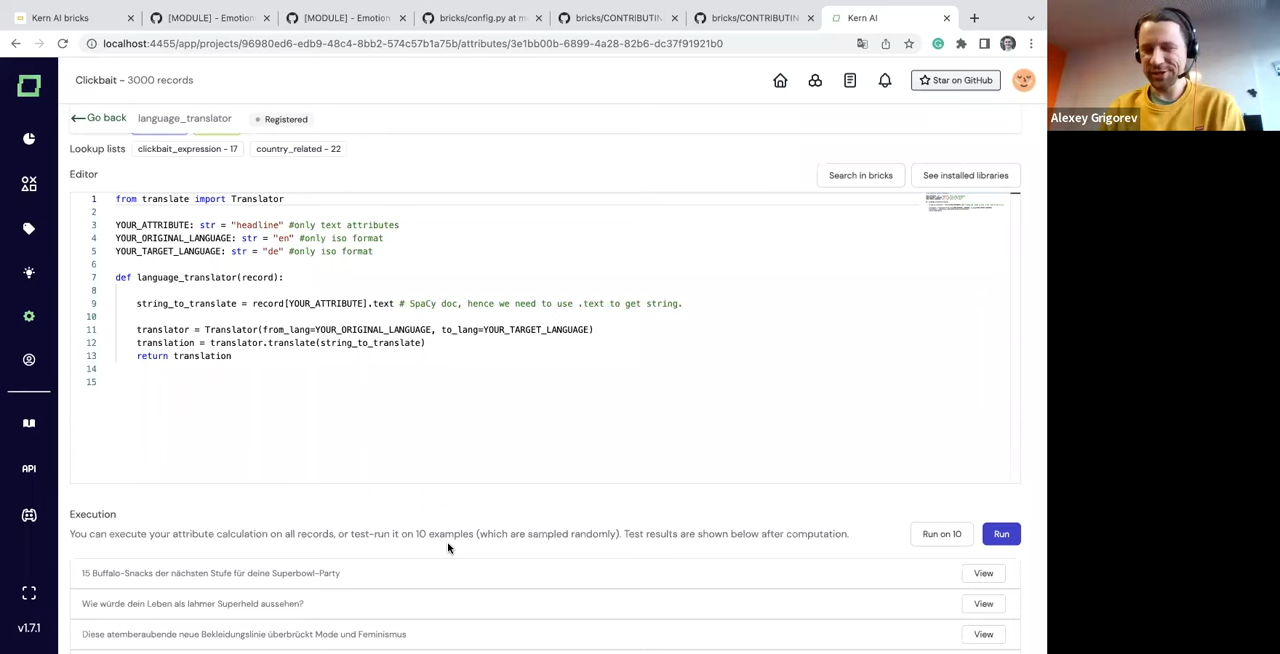 Kern AI bricks
[MODULE] - Emotion
[MODULE] - Emotion
bricks/config.py at m
bricks/CONTRIBUTIN
bricks/CONTRIBUTIN
Kern AI
localhost:4455/app/projects/96980ed6-edb9-48c4-8bb2-574c57b1a75b/attributes/3e1bb00b-6899-4a28-82b6-dc37f91921b0
Clickbait - 3000 records
Star on GitHub
Go back
language_translator
Registered
Lookup lists
clickbait_expression - 17
country_related - 22
Editor
Search in bricks
See installed libraries
1 from translate import Translator
2
3 YOUR_ATTRIBUTE: str = "headline" #only text attributes
4 YOUR_ORIGINAL_LANGUAGE: str = "en" #only iso format
5 YOUR_TARGET_LANGUAGE: str = "de" #only iso format
6
7 def language_translator(record):
8
9 string_to_translate = record[YOUR_ATTRIBUTE].text # SpaCy doc, hence we need to use .text to get string.
10
11 translator = Translator(from_lang=YOUR_ORIGINAL_LANGUAGE, to_lang=YOUR_TARGET_LANGUAGE)
12 translation = translator.translate(string_to_translate)
13 return translation
14
15
Execution
You can execute your attribute calculation on all records, or test-run it on 10 examples (which are sampled randomly). Test results are shown below after computation.
Run on 10
Run
15 Buffalo-Snacks der nächsten Stufe für deine Superbowl-Party
View
Wie würde dein Leben als lahmer Superheld aussehen?
View
Diese atemberaubende neue Bekleidungslinie überbrückt Mode und Feminismus
View
API
v1.7.1
Alexey Grigorev